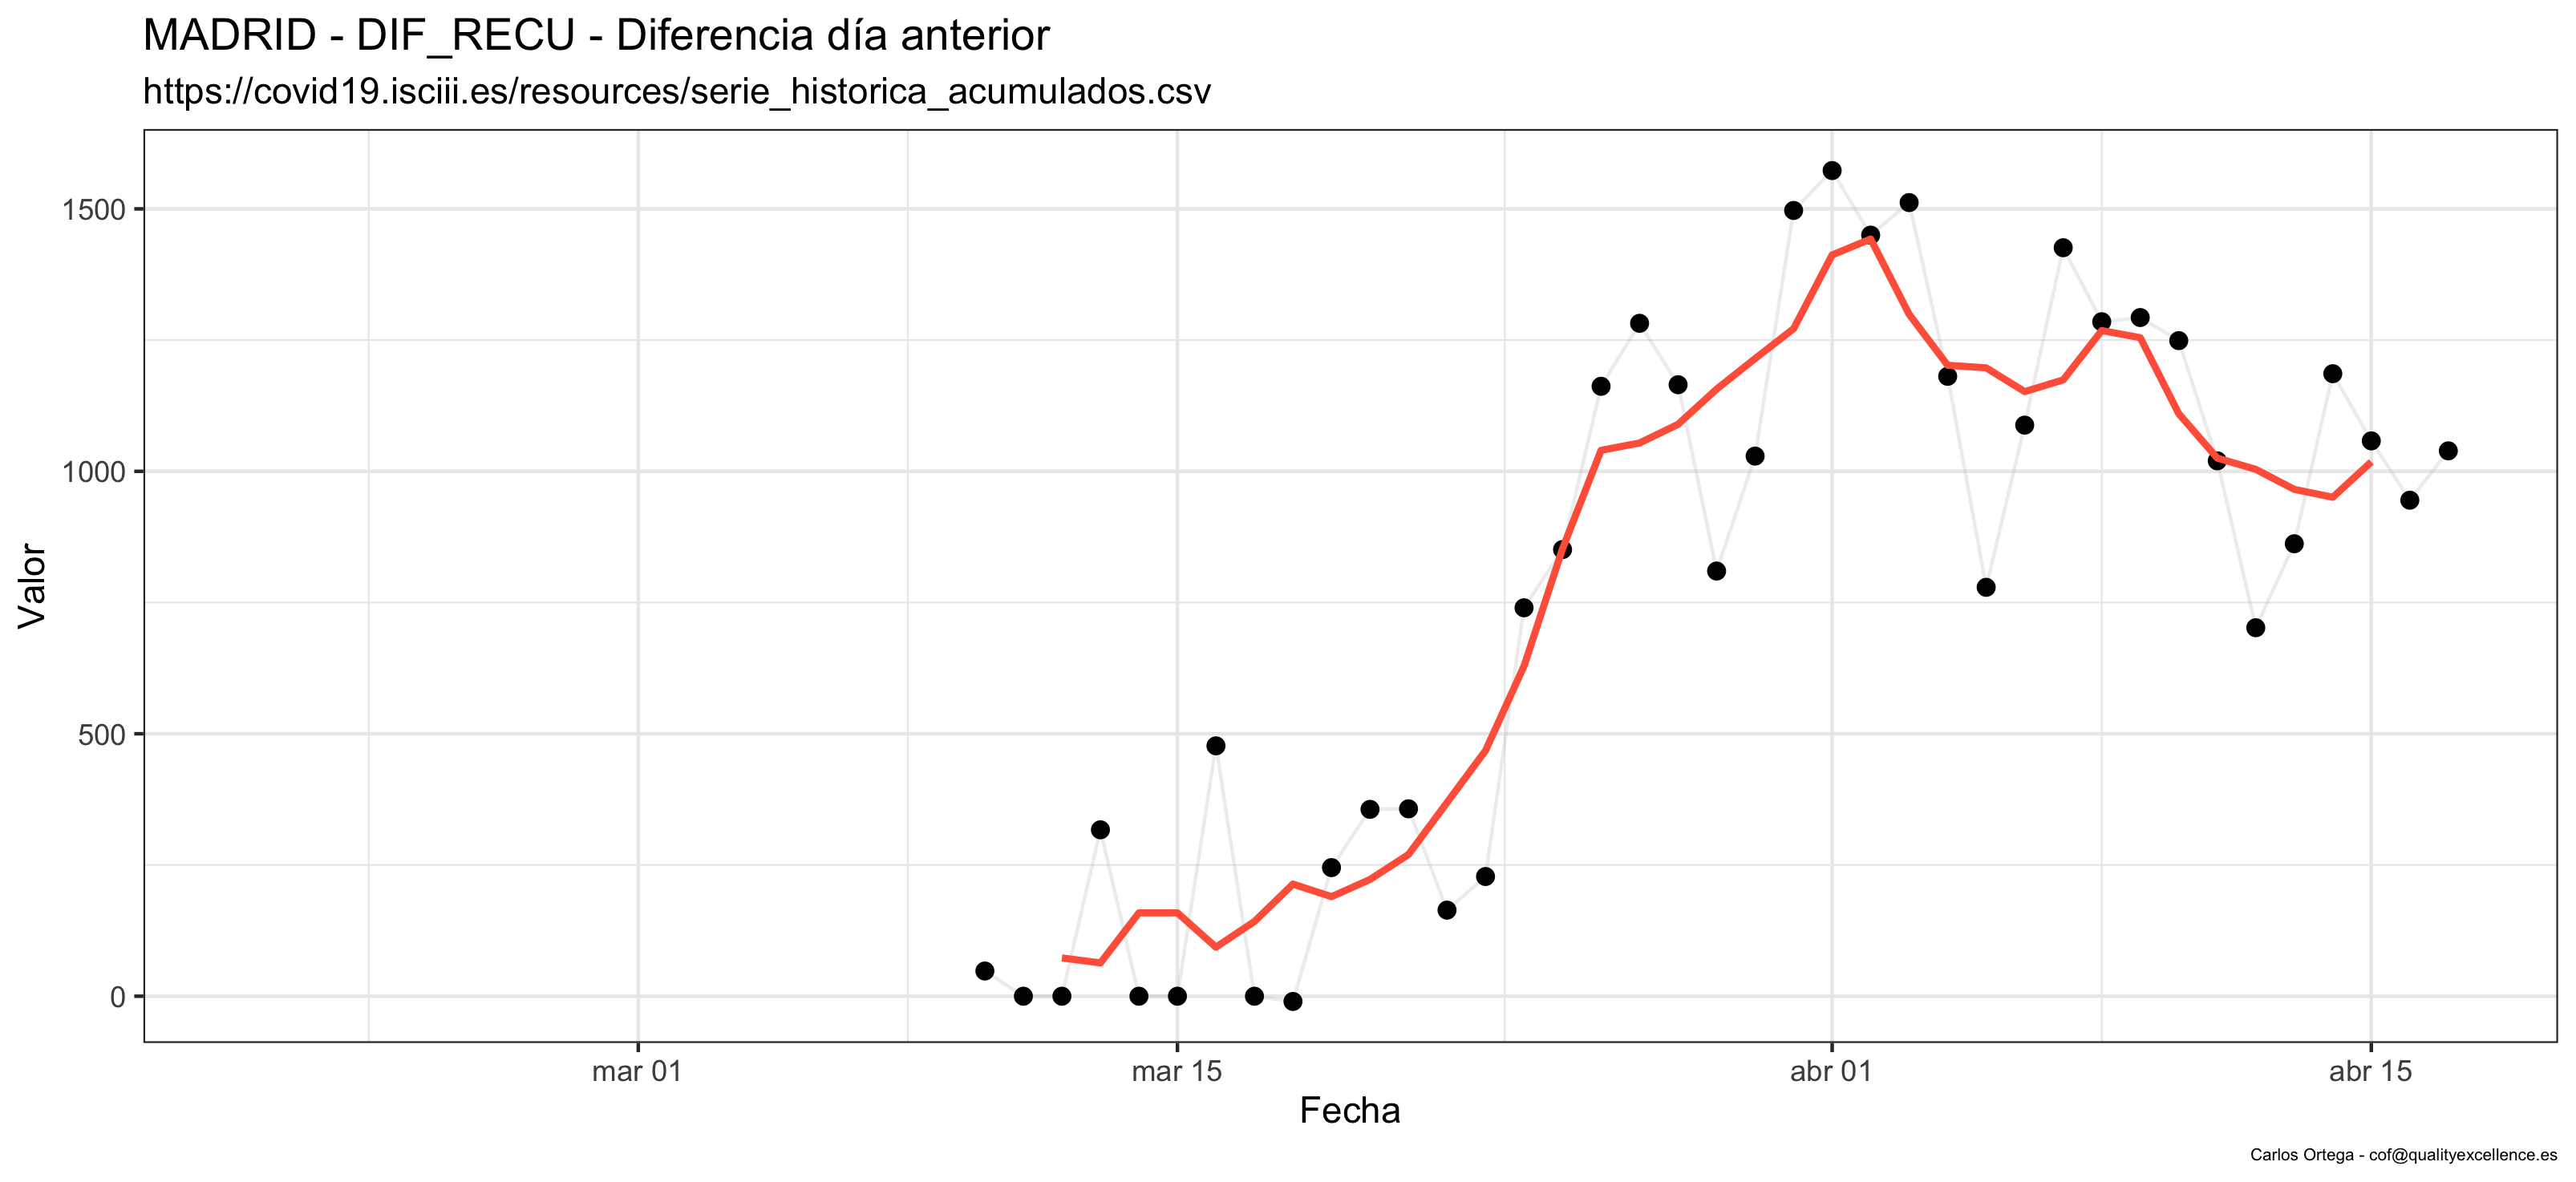 MADRID - DIF_RECU - Diferencia día anterior
https://covid19.isciii.es/resources/serie_historica_acumulados.csv
Valor
1500
1000
500
0
mar 01
mar 15
abr 01
abr 15
Fecha
Carlos Ortega - cof@qualityexcellence.es